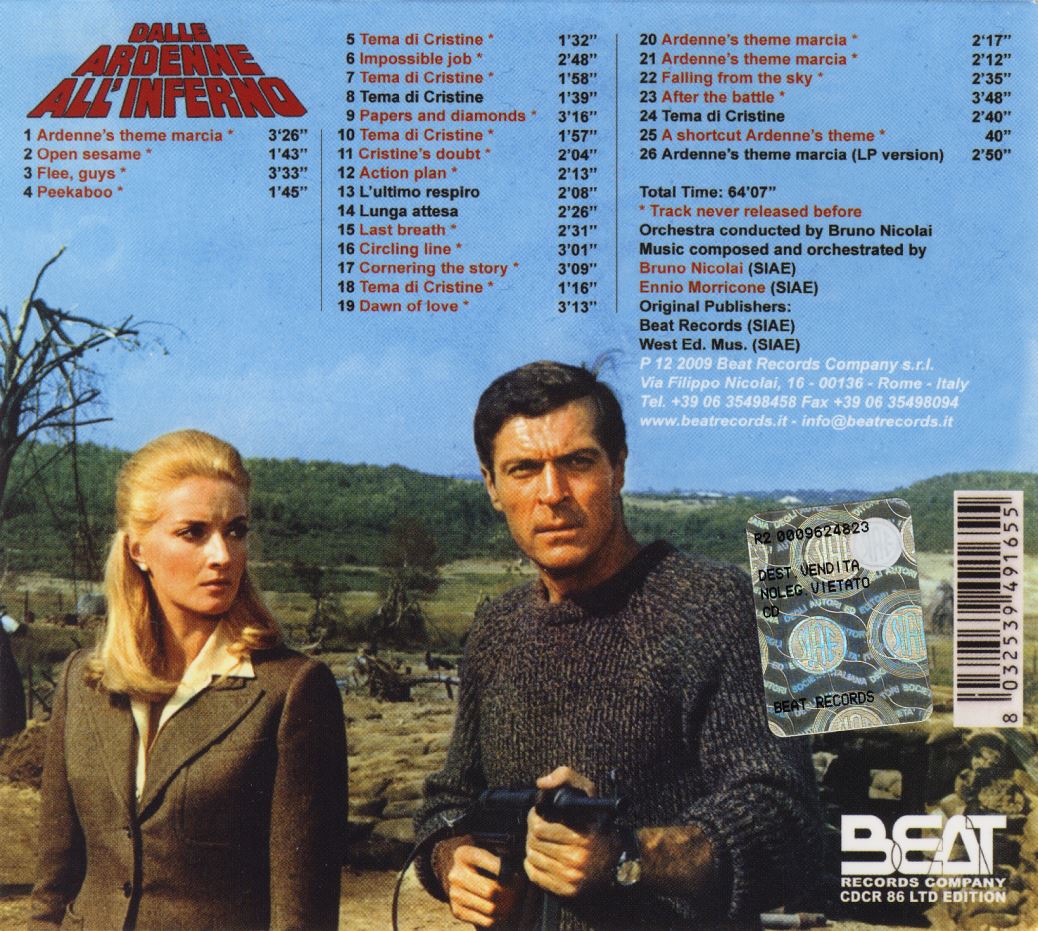 DALLE
ARDENNE
ALL'INFERNO
1 Ardenne's theme marcia * 3'26"
2 Open sesame * 1'43"
3 Flee, guys * 3'33"
4 Peekaboo * 1'45"
5 Tema di Cristine * 1'32"
6 Impossible job * 2'48"
7 Tema di Cristine * 1'58"
8 Tema di Cristine 1'39"
9 Papers and diamonds * 3'16"
10 Tema di Cristine * 1'57"
11 Cristine's doubt * 2'04"
12 Action plan * 2'13"
13 L'ultimo respiro 2'08"
14 Lunga attesa 2'26"
15 Last breath * 2'31"
16 Circling line * 3'01"
17 Cornering the story * 3'09"
18 Tema di Cristine * 1'16"
19 Dawn of love * 3'13"
20 Ardenne's theme marcia * 2'17"
21 Ardenne's theme marcia * 2'12"
22 Falling from the sky * 2'35"
23 After the battle * 3'48"
24 Tema di Cristine 2'40"
25 A shortcut Ardenne's theme * 40"
26 Ardenne's theme marcia (LP version) 2'50"
Total Time: 64'07"
* Track never released before
Orchestra conducted by Bruno Nicolai
Music composed and orchestrated by
Bruno Nicolai (SIAE)
Ennio Morricone (SIAE)
Original Publishers:
Beat Records (SIAE)
West Ed. Mus. (SIAE)
P 12 2009 Beat Records Company s.r.l.
Via Filippo Nicolai, 16 - 00136 - Rome - Italy
Tel. +39 06 35498458 Fax +39 06 35498094
www.beatrecords.it - info@beatrecords.it
R2 0009624823
DEST.VENDITA
NOLEG.VIETATO
CD
DEGLI AUTORI ED
SIAE
BEAT RECORDS
8 032539 491655
BEAT
RECORDS COMPANY
CDCR 86 LTD EDITION